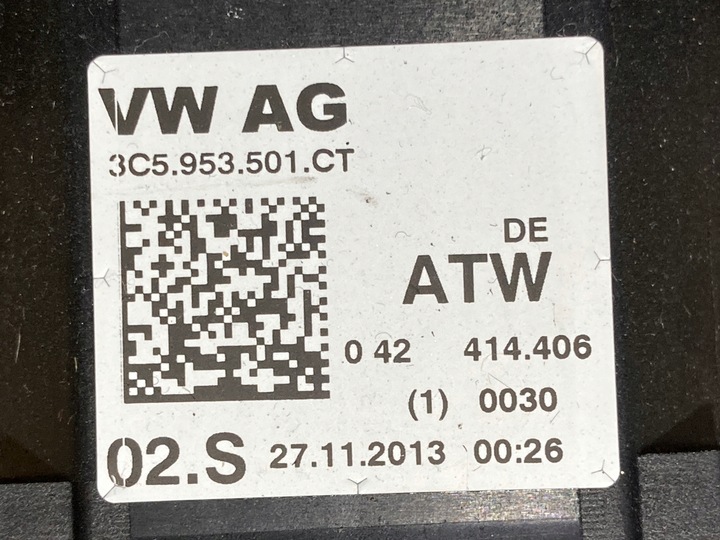 VW AG
3C5.953.501.CT
DE
ATW
0 42 414.406
(1) 0030
02.S 27.11.2013 00:26